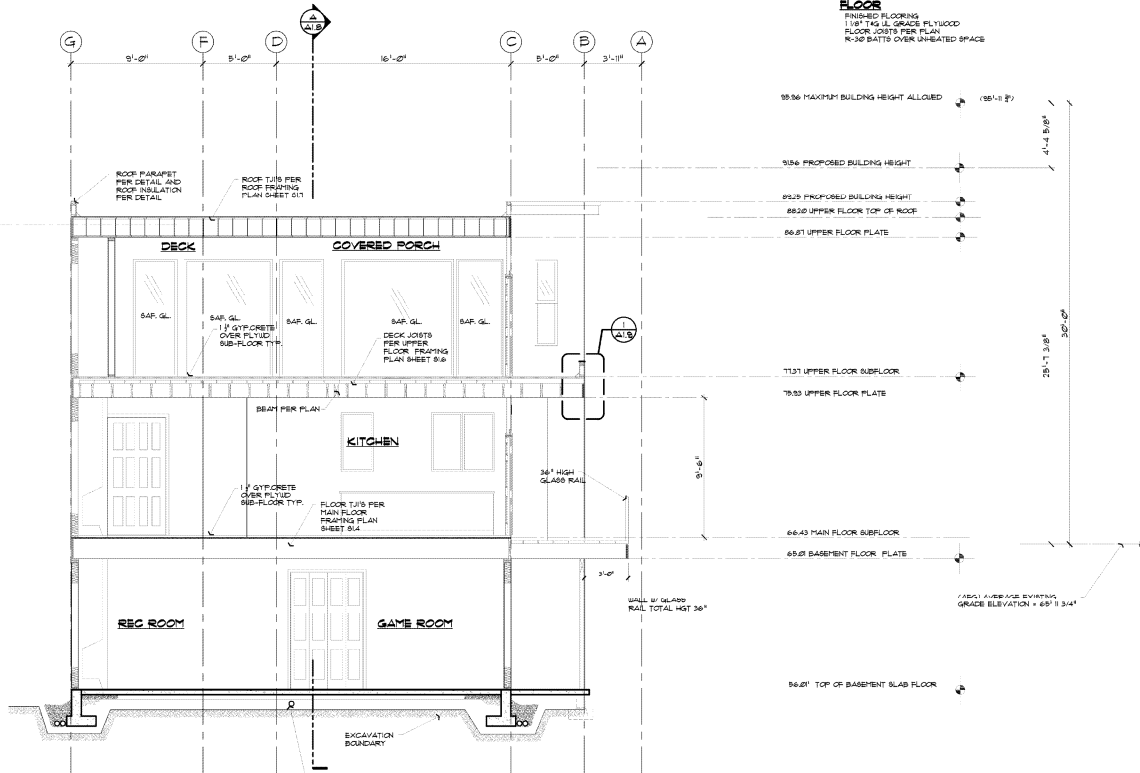 FLOOR
FINISHED FLOORING
1 1/8" T&G UL GRADE PLYWOOD
FLOOR JOISTS PER PLAN
R-30 BATTS OVER UNHEATED SPACE
A
A1.8
G
F
D
C
B
A
9'-0"
5'-0"
16'-0"
5'-0"
3'-11"
95.96 MAXIMUM BUILDING HEIGHT ALLOWED
4'-4 5/8"
91.56 PROPOSED BUILDING HEIGHT
ROOF PARAPET
PER DETAIL AND
ROOF INSULATION
PER DETAIL
ROOF TJI'S PER
ROOF FRAMING
PLAN SHEET S1.7
89.25 PROPOSED BUILDING HEIGHT
88.20 UPPER FLOOR TOP OF ROOF
86.87 UPPER FLOOR PLATE
DECK
COVERED PORCH
SAF. GL.
SAF. GL.
SAF. GL.
SAF. GL.
SAF. GL.
1 1/2" GYP.CRETE
OVER PLYWD
SUB-FLOOR TYP.
DECK JOISTS
PER UPPER
FLOOR FRAMING
PLAN SHEET S1.6
1
A1.9
30'-0"
25'-7 3/8"
77.37 UPPER FLOOR SUBFLOOR
75.93 UPPER FLOOR PLATE
BEAM PER PLAN
KITCHEN
9'-6"
36" HIGH
GLASS RAIL
1 1/2" GYP.CRETE
OVER PLYWD
SUB-FLOOR TYP.
FLOOR TJI'S PER
MAIN FLOOR
FRAMING PLAN
SHEET S1.4
66.43 MAIN FLOOR SUBFLOOR
65.01 BASEMENT FLOOR PLATE
3'-0"
WALL W/ GLASS
RAIL TOTAL HGT 36"
AVERAGE EXISTING
GRADE ELEVATION = 65' 11 3/4"
REC ROOM
GAME ROOM
56.01' TOP OF BASEMENT SLAB FLOOR
EXCAVATION
BOUNDARY